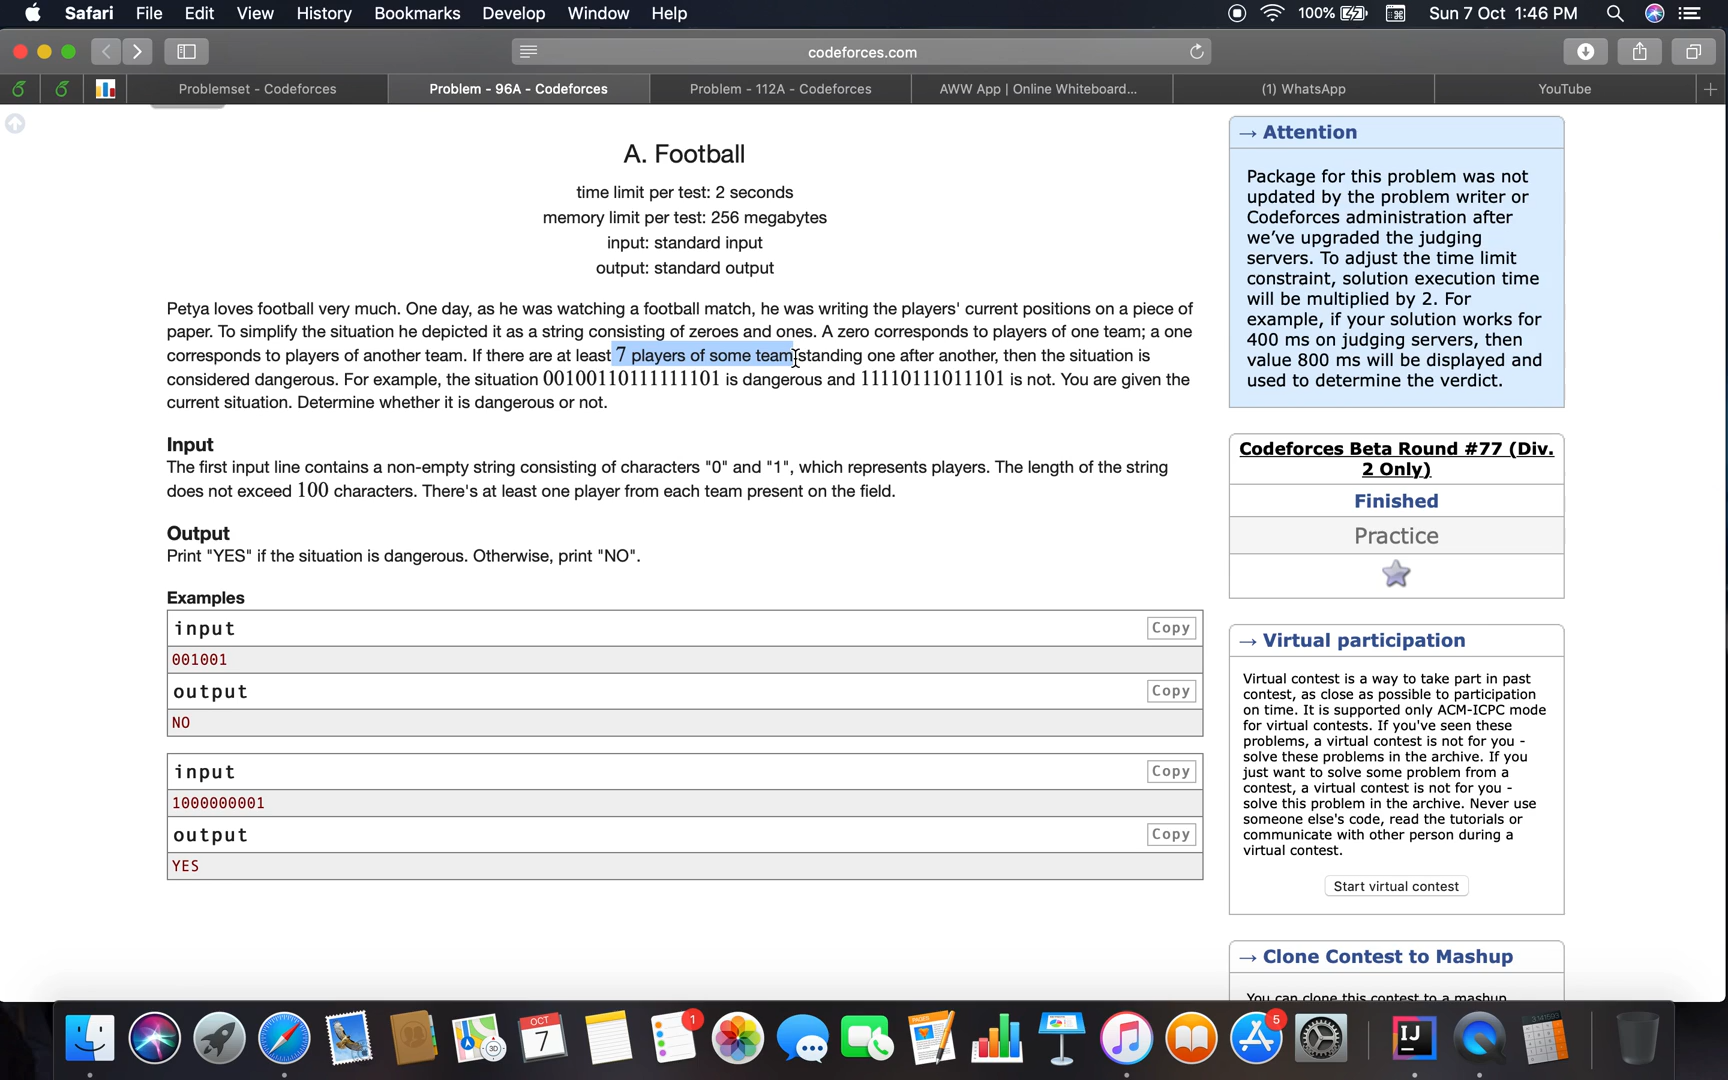 Safari File Edit View History Bookmarks Develop Window Help 100% Sun 7 Oct 1:46 PM
codeforces.com
Problemset - Codeforces Problem - 96A - Codeforces Problem - 112A - Codeforces AWW App | Online Whiteboard... (1) WhatsApp YouTube
A. Football
time limit per test: 2 seconds
memory limit per test: 256 megabytes
input: standard input
output: standard output
Petya loves football very much. One day, as he was watching a football match, he was writing the players' current positions on a piece of
paper. To simplify the situation he depicted it as a string consisting of zeroes and ones. A zero corresponds to players of one team; a one
corresponds to players of another team. If there are at least 7 players of some team standing one after another, then the situation is
considered dangerous. For example, the situation 00100110111111101 is dangerous and 11110111011101 is not. You are given the
current situation. Determine whether it is dangerous or not.
Input
The first input line contains a non-empty string consisting of characters "0" and "1", which represents players. The length of the string
does not exceed 100 characters. There's at least one player from each team present on the field.
Output
Print "YES" if the situation is dangerous. Otherwise, print "NO".
Examples
input Copy
001001
output Copy
NO
input Copy
1000000001
output Copy
YES
→ Attention
Package for this problem was not
updated by the problem writer or
Codeforces administration after
we've upgraded the judging
servers. To adjust the time limit
constraint, solution execution time
will be multiplied by 2. For
example, if your solution works for
400 ms on judging servers, then
value 800 ms will be displayed and
used to determine the verdict.
Codeforces Beta Round #77 (Div.
2 Only)
Finished
Practice
→ Virtual participation
Virtual contest is a way to take part in past
contest, as close as possible to participation
on time. It is supported only ACM-ICPC mode
for virtual contests. If you've seen these
problems, a virtual contest is not for you -
solve these problems in the archive. If you
just want to solve some problem from a
contest, a virtual contest is not for you -
solve this problem in the archive. Never use
someone else's code, read the tutorials or
communicate with other person during a
virtual contest.
Start virtual contest
→ Clone Contest to Mashup
You can clone this contest to a mashup.
OCT
7
1
3D
PAGES
5
IJ